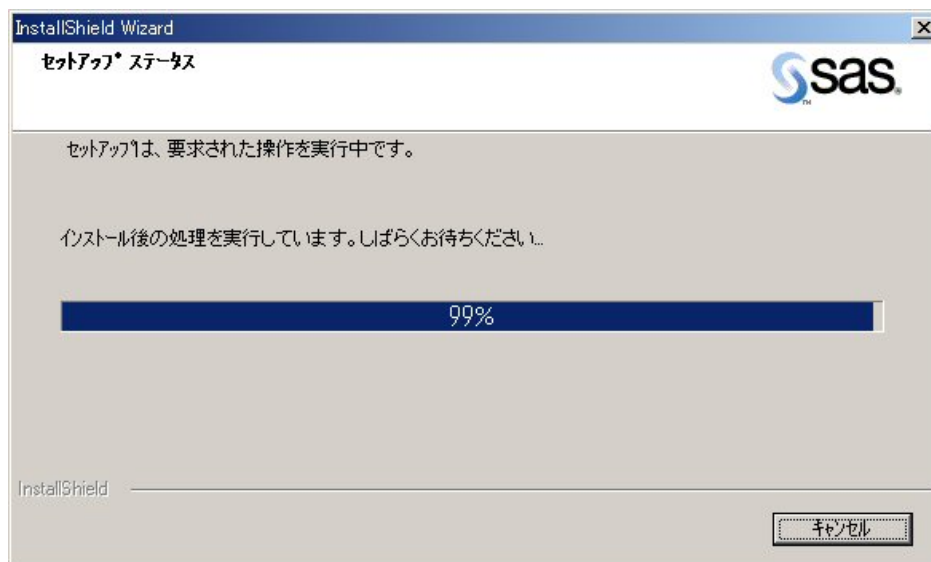 InstallShield Wizard
セットアップ ステータス
sas
TM
セットアップは、要求された操作を実行中です。
インストール後の処理を実行しています。しばらくお待ちください...
99%
InstallShield
キャンセル